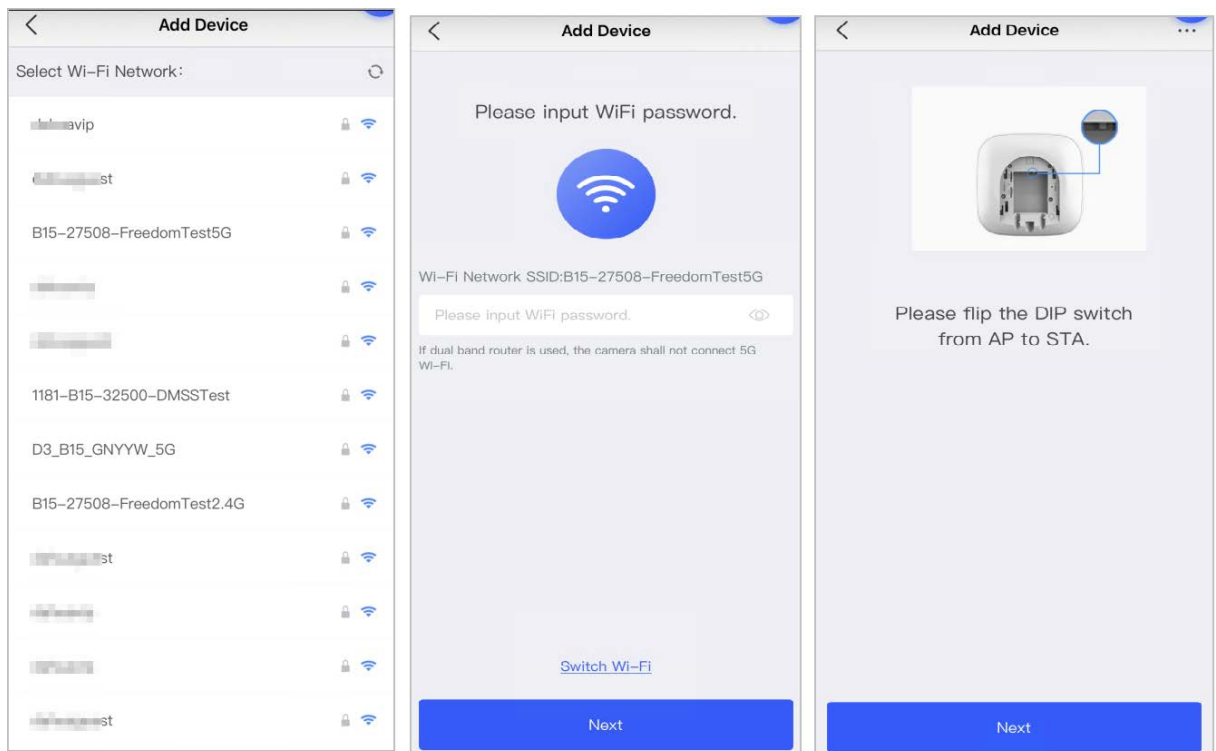 Add Device
Select Wi-Fi Network:
avip
st
B15-27508-FreedomTest5G
1181-B15-32500-DMSSTest
D3_B15_GNYYW_5G
B15-27508-FreedomTest2.4G
st
st
Add Device
Please input WiFi password.
Wi-Fi Network SSID:B15-27508-FreedomTest5G
Please input WiFi password.
If dual band router is used, the camera shall not connect 5G
Wi-Fi.
Switch Wi-Fi
Next
Add Device
Please flip the DIP switch
from AP to STA.
Next